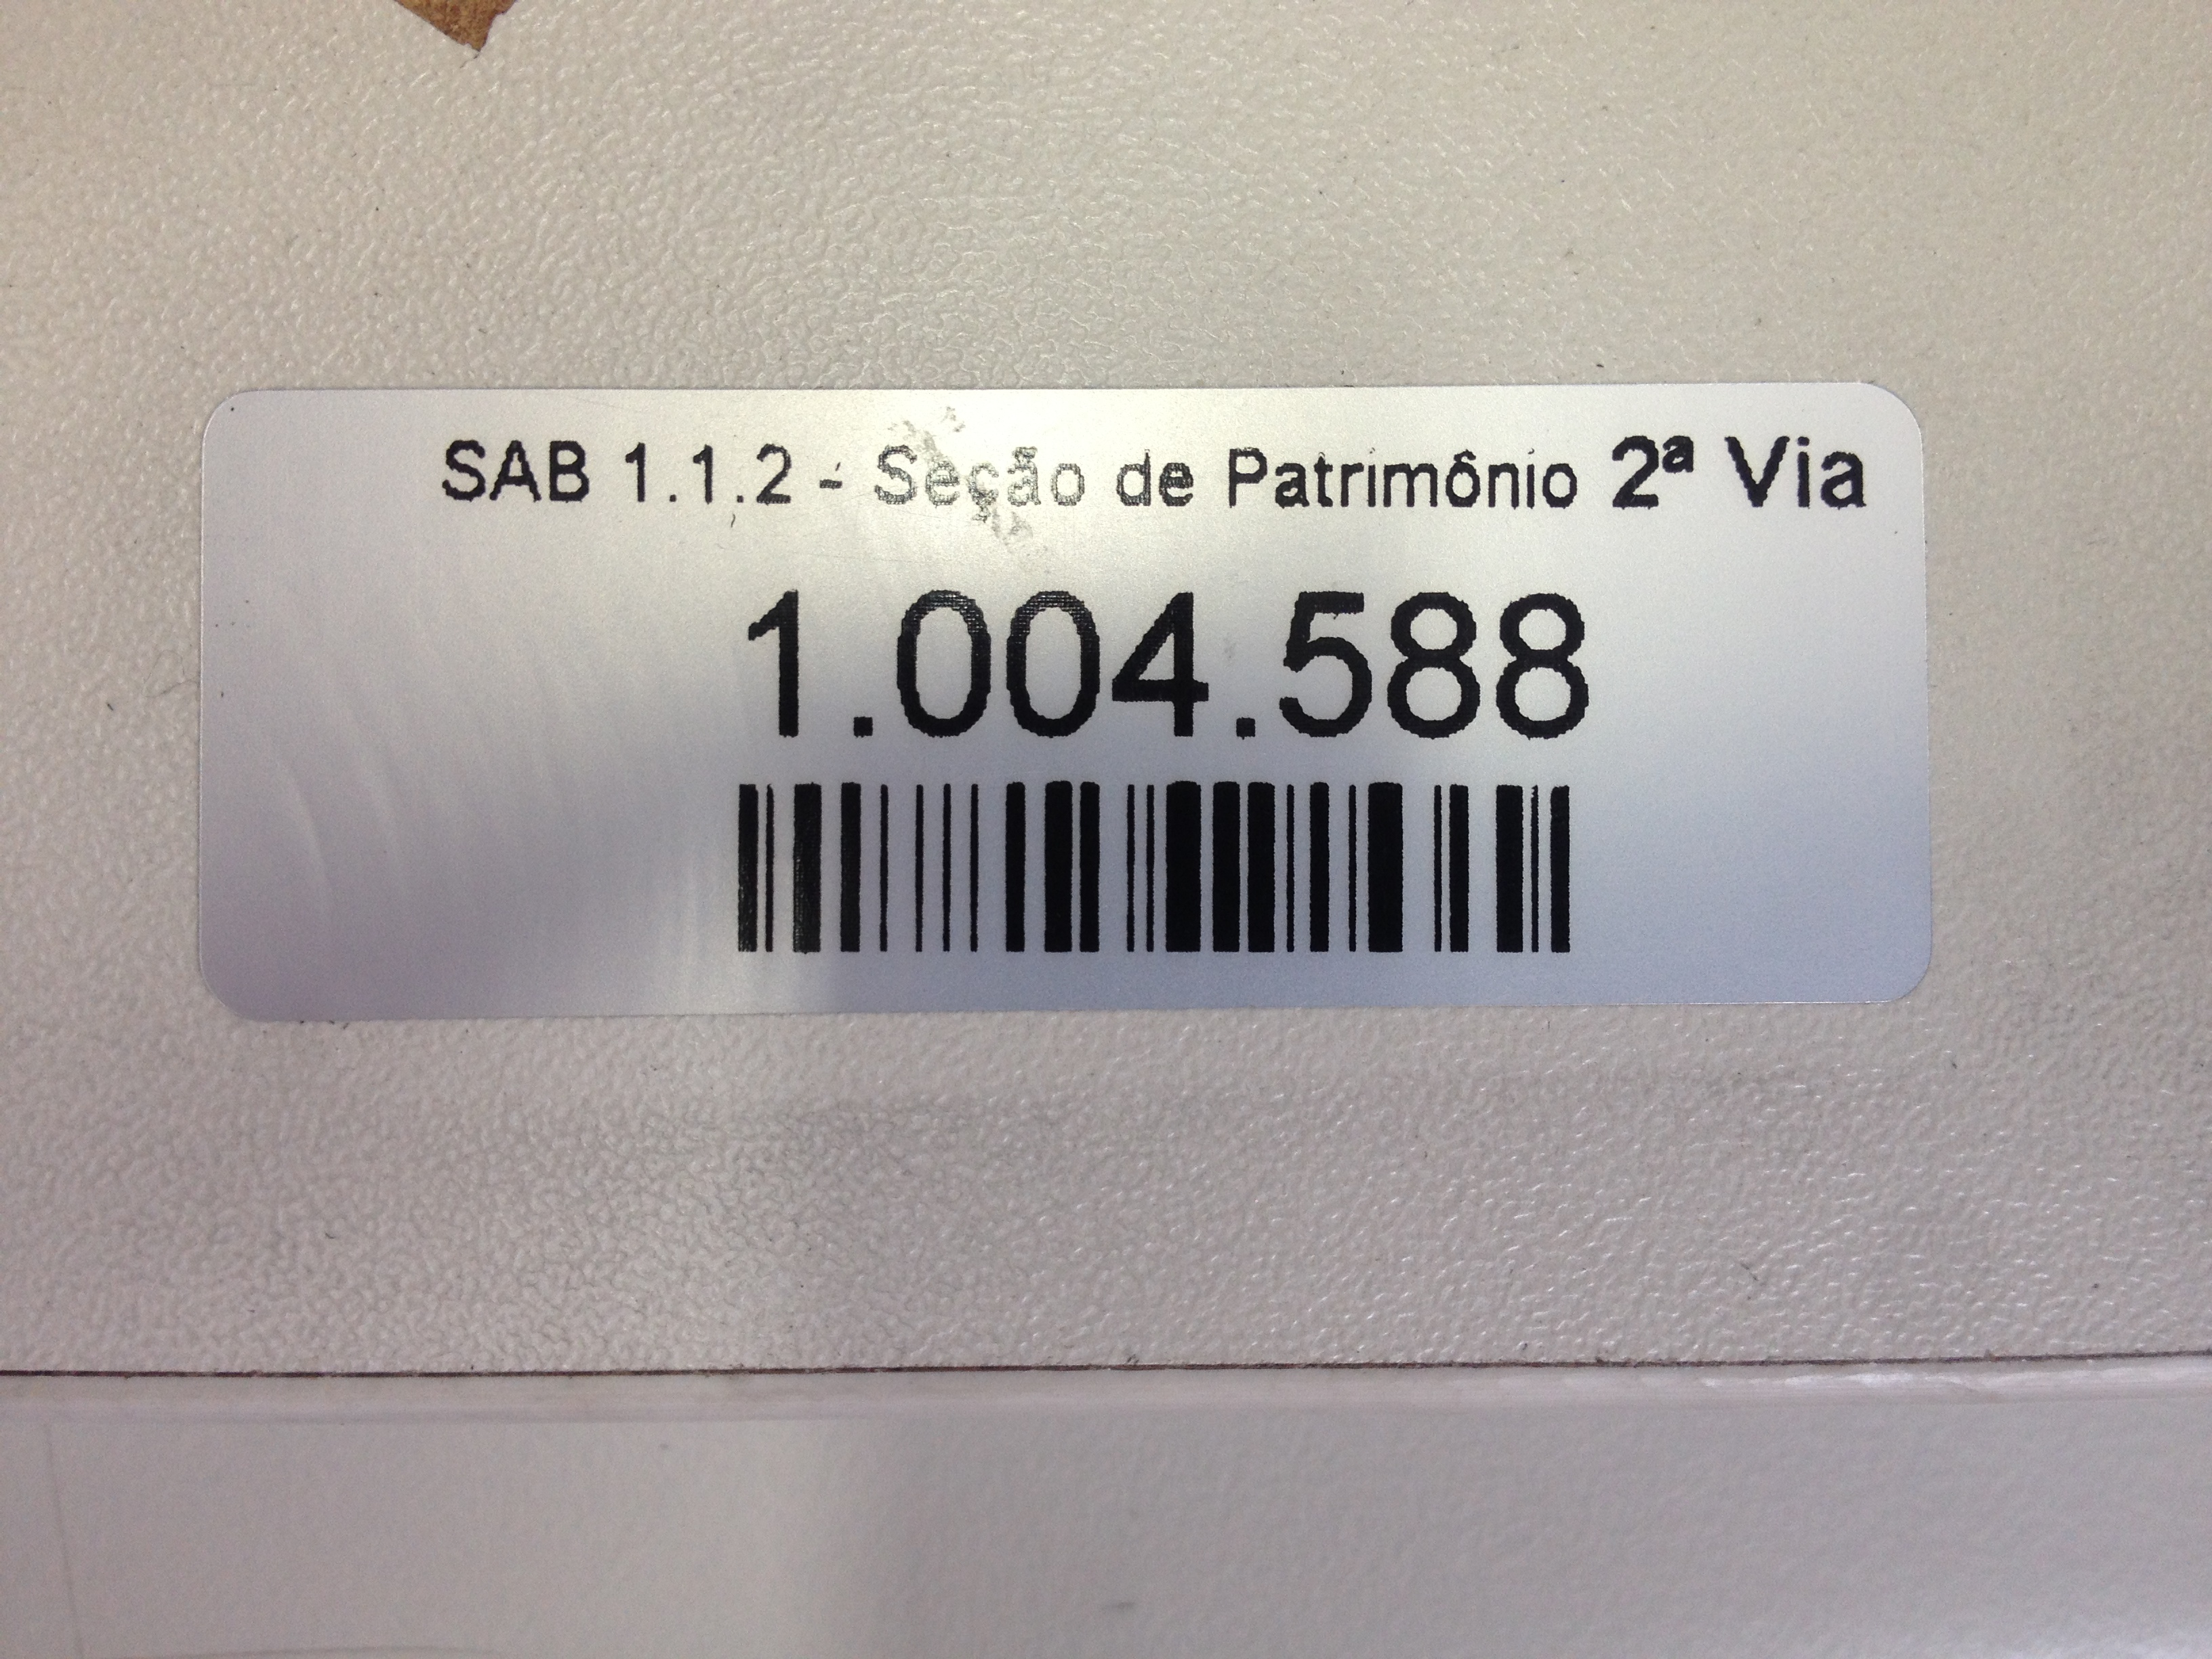 SAB 1.1.2 - Seção de Patrimônio 2ª Via
1.004.588